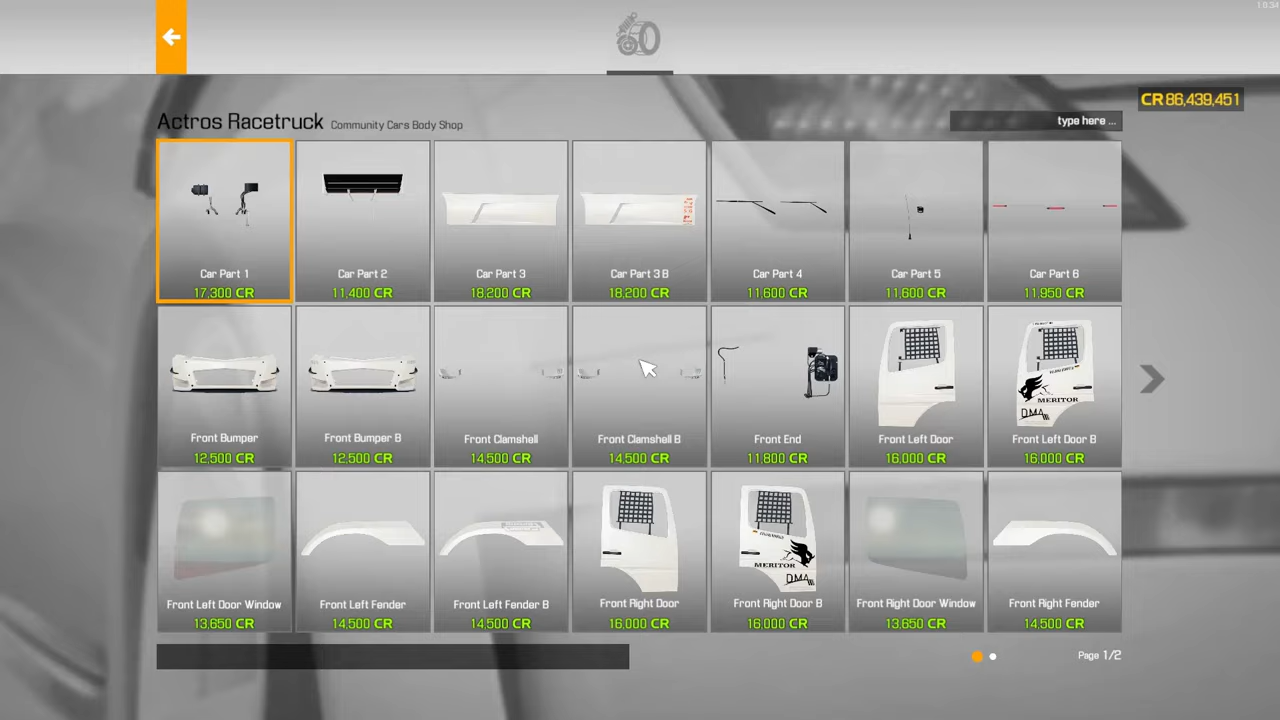 16:34
CR 86,439,451
Actros Racetruck Community Cars Body Shop
type here ...
Car Part 1
17,300 CR
Car Part 2
11,400 CR
Car Part 3
18,200 CR
Car Part 3 B
18,200 CR
Car Part 4
11,600 CR
Car Part 5
11,600 CR
Car Part 6
11,950 CR
Front Bumper
12,500 CR
Front Bumper B
12,500 CR
Front Clamshell
14,500 CR
Front Clamshell B
14,500 CR
Front End
11,800 CR
Front Left Door
16,000 CR
MERITOR
DMA
Front Left Door B
16,000 CR
Front Left Door Window
13,650 CR
Front Left Fender
14,500 CR
Front Left Fender B
14,500 CR
Front Right Door
16,000 CR
MERITOR
DMA
Front Right Door B
16,000 CR
Front Right Door Window
13,650 CR
Front Right Fender
14,500 CR
Page 1/2